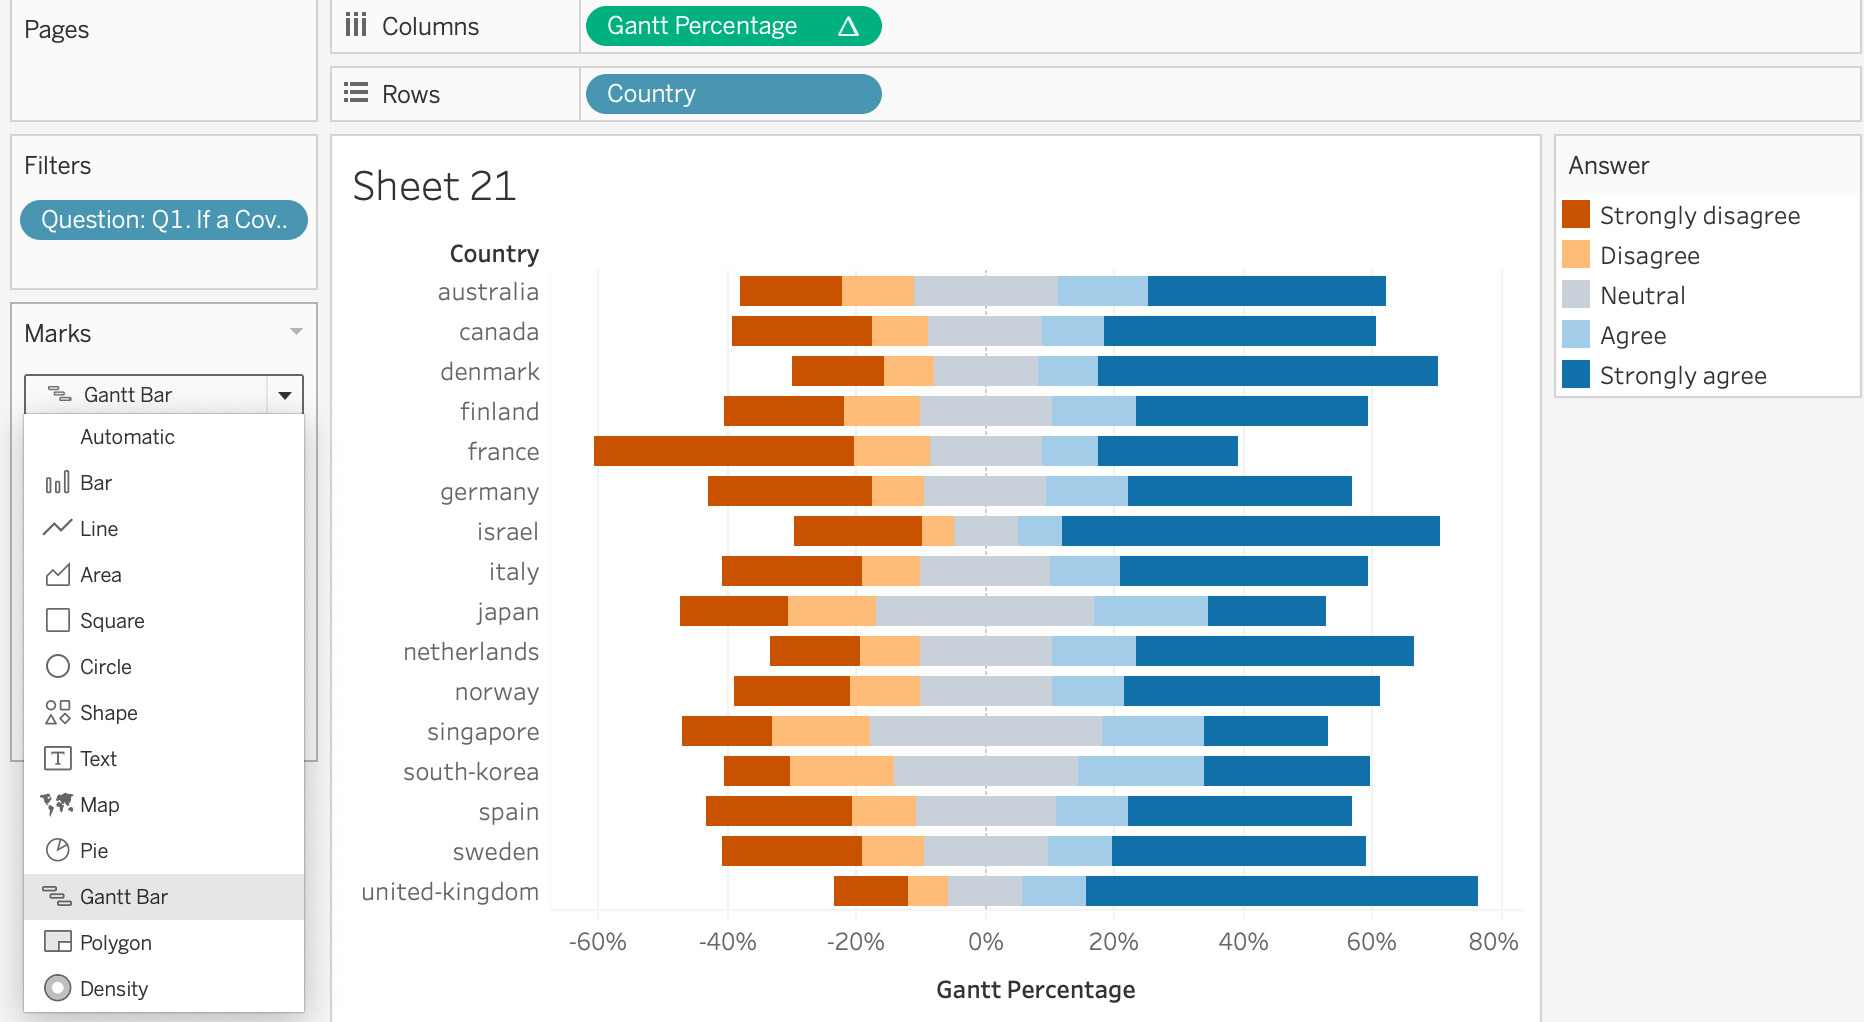 Pages
Columns
Gantt Percentage
Rows
Country
Filters
Question: Q1. If a Cov..
Marks
Gantt Bar
Automatic
Bar
Line
Area
Square
Circle
Shape
Text
Map
Pie
Gantt Bar
Polygon
Density
Sheet 21
Country
australia
canada
denmark
finland
france
germany
israel
italy
japan
netherlands
norway
singapore
south-korea
spain
sweden
united-kingdom
-60% -40% -20% 0% 20% 40% 60% 80%
Gantt Percentage
Answer
Strongly disagree
Disagree
Neutral
Agree
Strongly agree